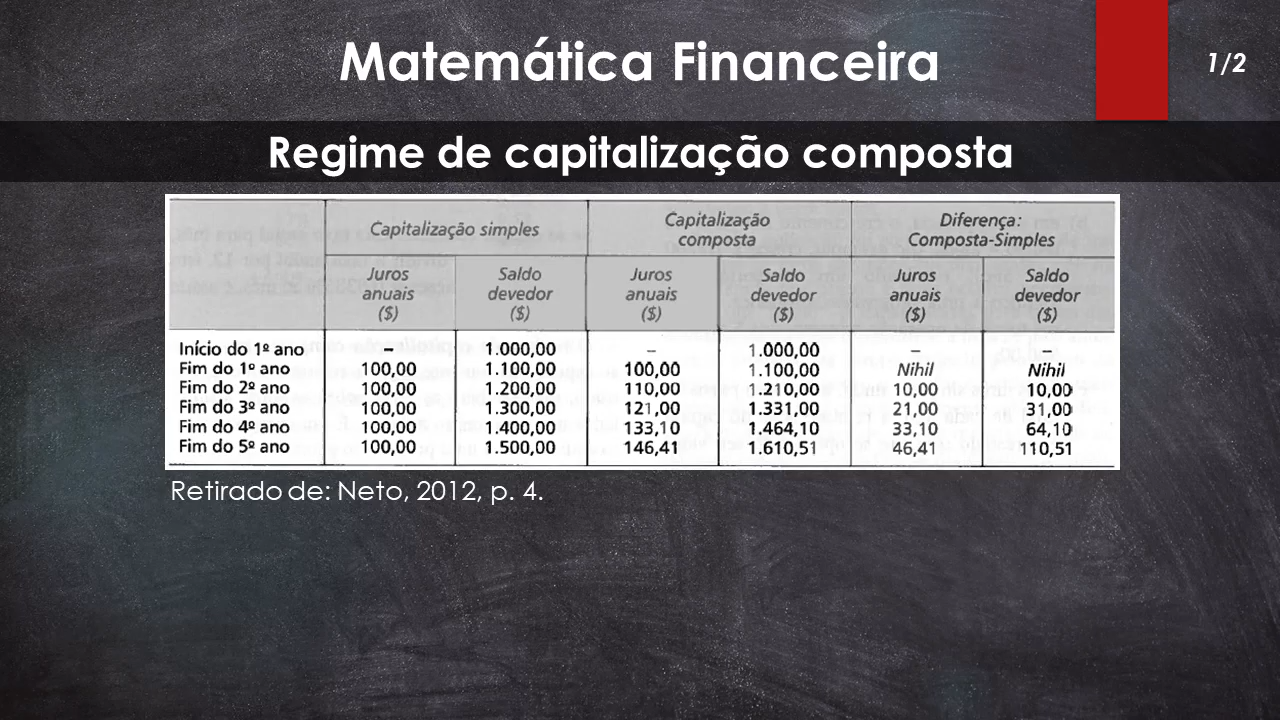 Matemática Financeira
1/2
Regime de capitalização composta
Capitalização simples Capitalização composta Diferença: Composta-Simples
Juros anuais ($) Saldo devedor ($) Juros anuais ($) Saldo devedor ($) Juros anuais ($) Saldo devedor ($)
Início do 1º ano – 1.000,00 – 1.000,00 – –
Fim do 1º ano 100,00 1.100,00 100,00 1.100,00 Nihil Nihil
Fim do 2º ano 100,00 1.200,00 110,00 1.210,00 10,00 10,00
Fim do 3º ano 100,00 1.300,00 121,00 1.331,00 21,00 31,00
Fim do 4º ano 100,00 1.400,00 133,10 1.464,10 33,10 64,10
Fim do 5º ano 100,00 1.500,00 146,41 1.610,51 46,41 110,51
Retirado de: Neto, 2012, p. 4.